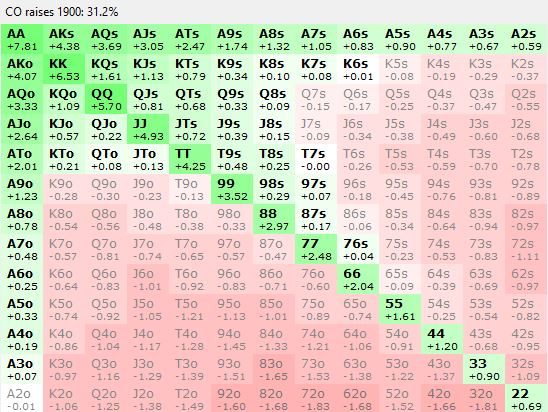 CO raises 1900: 31.2%
AA AKs AQs AJs ATs A9s A8s A7s A6s A5s A4s A3s A2s
+7.81 +4.38 +3.69 +3.05 +2.47 +1.74 +1.32 +1.05 +0.83 +0.90 +0.77 +0.67 +0.59
AKo KK KQs KJs KTs K9s K8s K7s K6s K5s K4s K3s K2s
+4.07 +6.53 +1.61 +1.13 +0.79 +0.34 +0.10 +0.08 +0.01 -0.08 -0.19 -0.29 -0.37
AQo KQo QQ QJs QTs Q9s Q8s Q7s Q6s Q5s Q4s Q3s Q2s
+3.33 +1.09 +5.70 +0.81 +0.68 +0.33 +0.09 -0.15 -0.17 -0.25 -0.37 -0.47 -0.55
AJo KJo QJo JJ JTs J9s J8s J7s J6s J5s J4s J3s J2s
+2.64 +0.57 +0.22 +4.93 +0.72 +0.39 +0.15 -0.09 -0.34 -0.38 -0.49 -0.60 -0.68
ATo KTo QTo JTo TT T9s T8s T7s T6s T5s T4s T3s T2s
+2.01 +0.21 +0.08 +0.13 +4.25 +0.48 +0.25 -0.00 -0.26 -0.53 -0.59 -0.70 -0.78
A9o K9o Q9o J9o T9o 99 98s 97s 96s 95s 94s 93s 92s
+1.23 -0.28 -0.30 -0.23 -0.13 +3.52 +0.29 +0.07 -0.18 -0.45 -0.76 -0.81 -0.89
A8o K8o Q8o J8o T8o 98o 88 87s 86s 85s 84s 83s 82s
+0.78 -0.54 -0.56 -0.48 -0.38 -0.33 +2.97 +0.17 -0.06 -0.34 -0.64 -0.94 -0.97
A7o K7o Q7o J7o T7o 97o 87o 77 76s 75s 74s 73s 72s
+0.48 -0.57 -0.81 -0.74 -0.65 -0.57 -0.47 +2.48 +0.04 -0.23 -0.53 -0.83 -1.11
A6o K6o Q6o J6o T6o 96o 86o 76o 66 65s 64s 63s 62s
+0.25 -0.64 -0.83 -1.01 -0.92 -0.83 -0.71 -0.60 +2.04 -0.09 -0.39 -0.69 -0.97
A5o K5o Q5o J5o T5o 95o 85o 75o 65o 55 54s 53s 52s
+0.33 -0.74 -0.92 -1.05 -1.21 -1.13 -1.01 -0.89 -0.74 +1.61 -0.25 -0.54 -0.82
A4o K4o Q4o J4o T4o 94o 84o 74o 64o 54o 44 43s 42s
+0.19 -0.86 -1.04 -1.17 -1.28 -1.45 -1.33 -1.21 -1.06 -0.91 +1.20 -0.68 -0.95
A3o K3o Q3o J3o T3o 93o 83o 73o 63o 53o 43o 33 32s
+0.07 -0.97 -1.16 -1.29 -1.39 -1.51 -1.65 -1.53 -1.38 -1.22 -1.37 +0.90 -1.09
A2o K2o Q2o J2o T2o 92o 82o 72o 62o 52o 42o 32o 22
-0.01 -1.06 -1.25 -1.38 -1.49 -1.60 -1.68 -1.83 -1.68 -1.52 -1.66 -1.81 +0.69